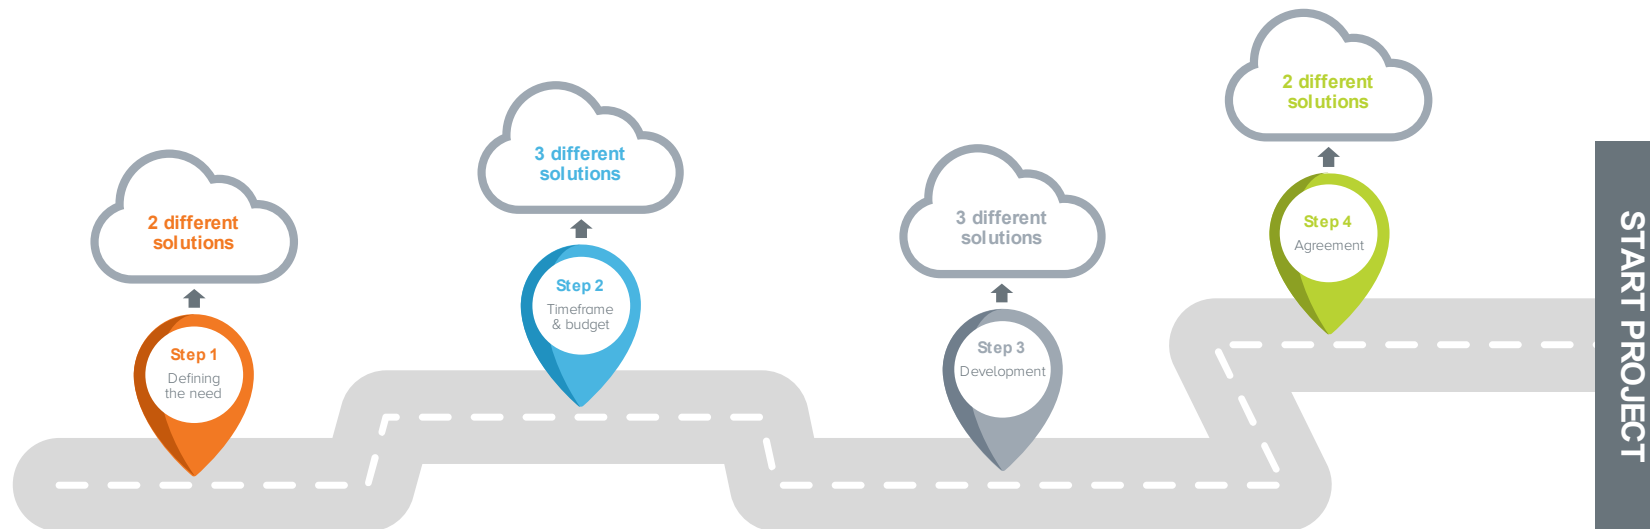 2 different
solutions
Step 1
Defining
the need
3 different
solutions
Step 2
Timeframe
& budget
3 different
solutions
Step 3
Development
2 different
solutions
Step 4
Agreement
START PROJECT